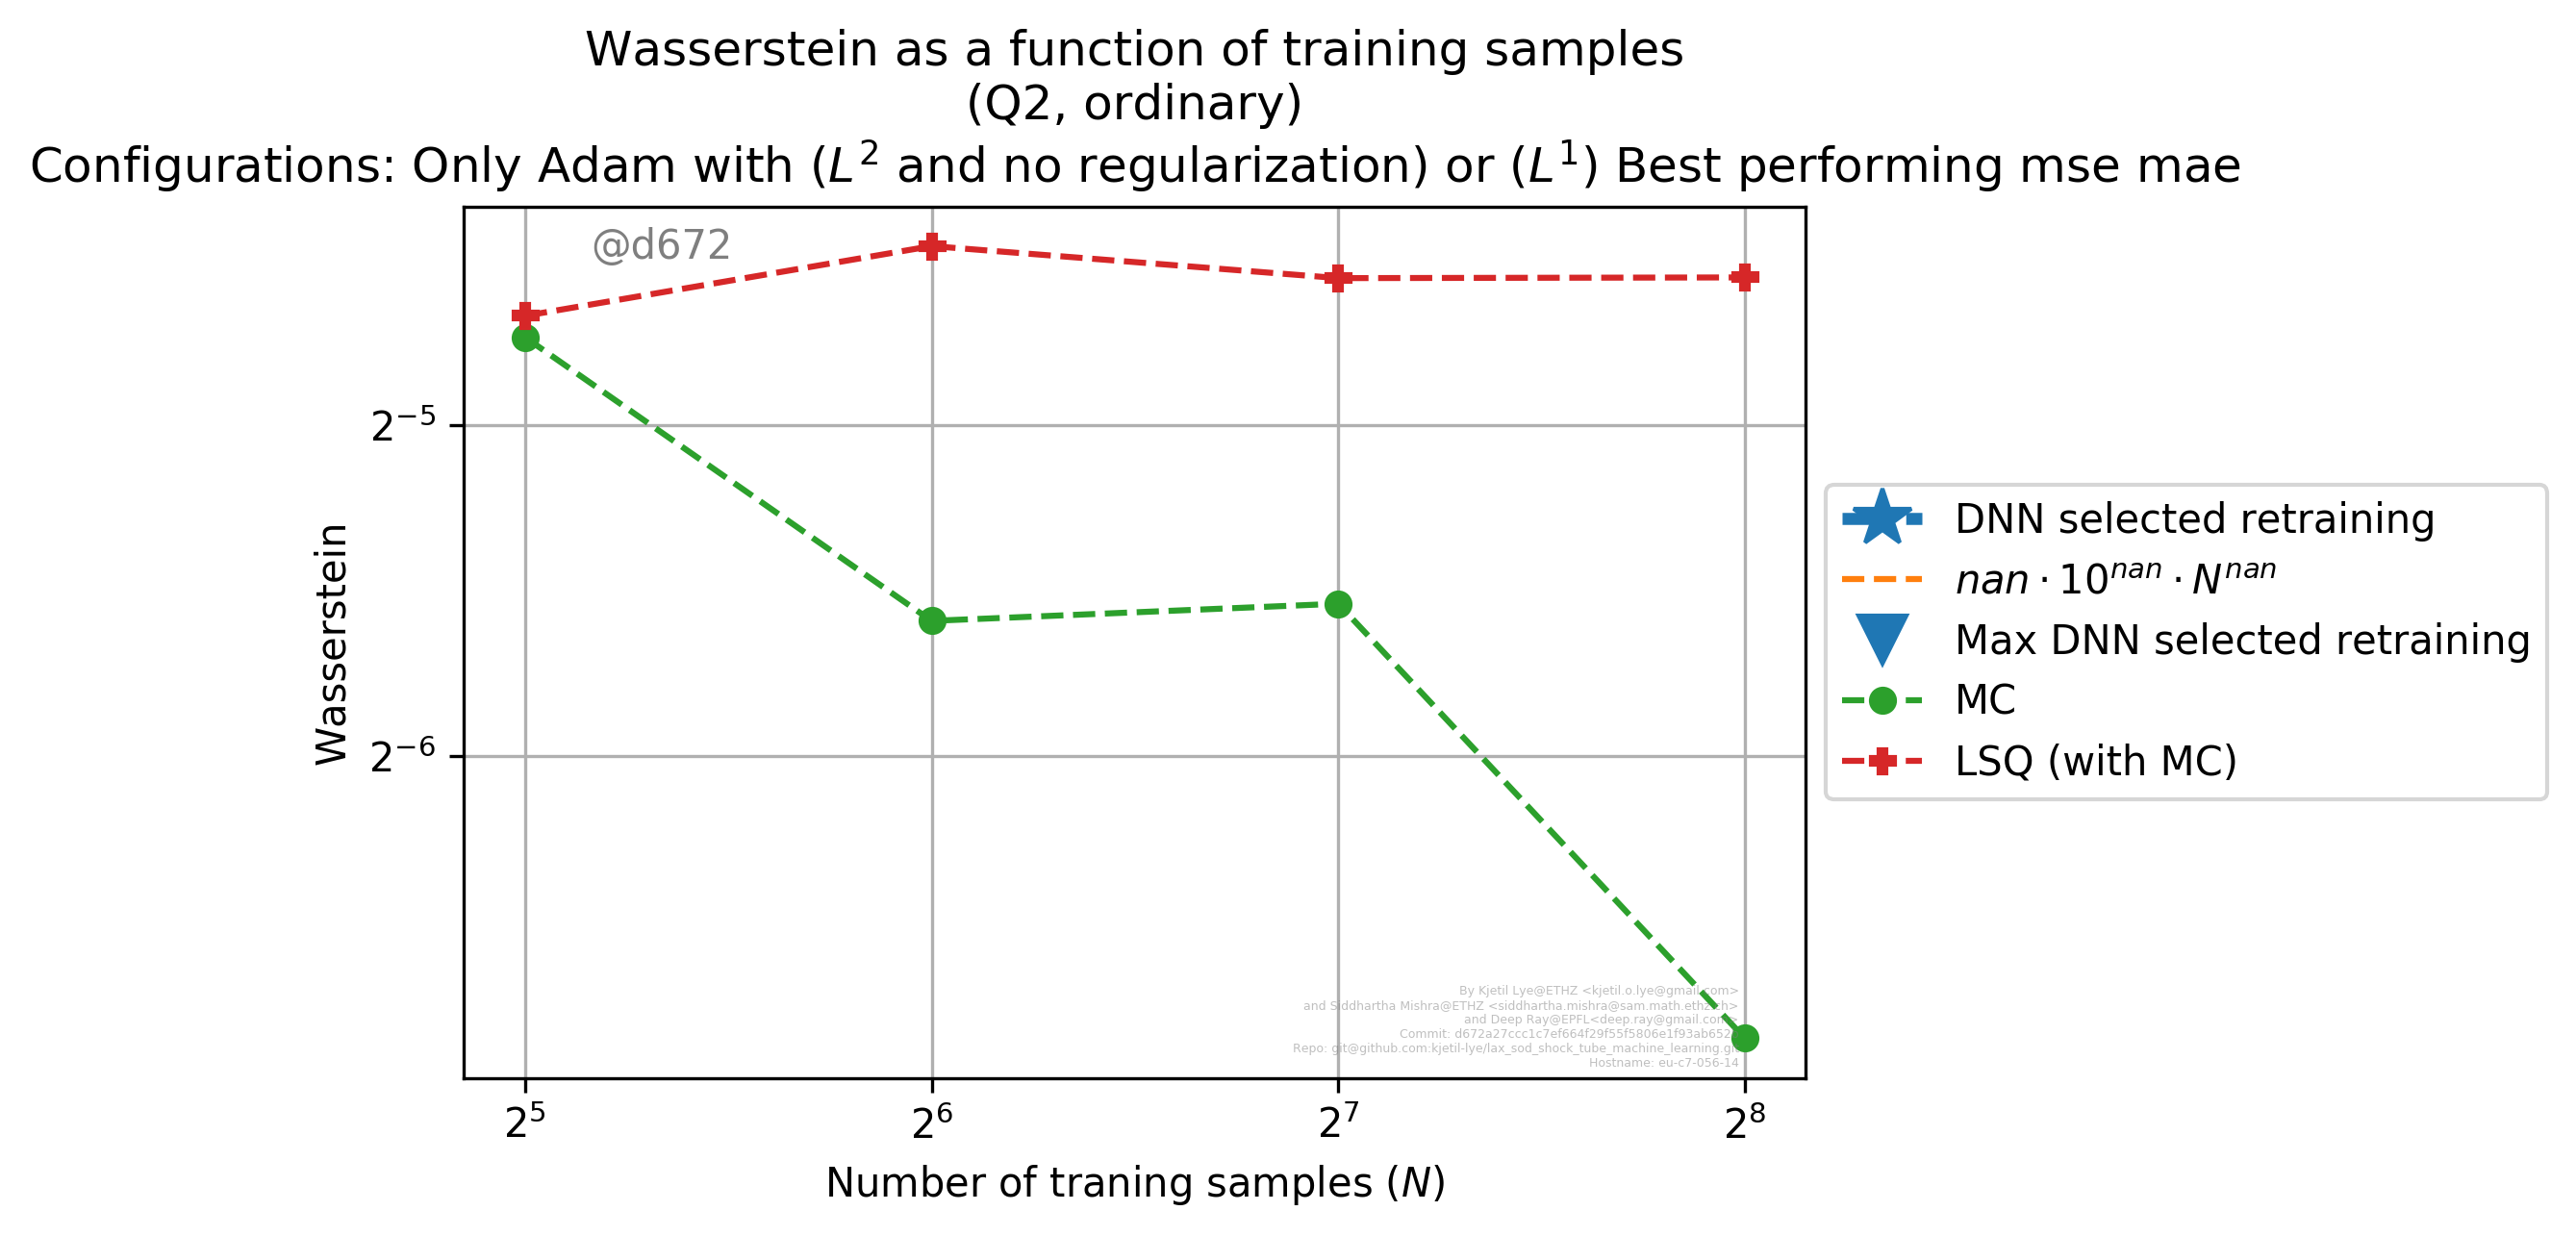 Wasserstein as a function of training samples
(Q2, ordinary)
Configurations: Only Adam with (L² and no regularization) or (L¹) Best performing mse mae
@d672
2⁻⁵
2⁻⁶
Wasserstein
2⁵ 2⁶ 2⁷ 2⁸
Number of traning samples (N)
DNN selected retraining
nan · 10ⁿᵃⁿ · Nⁿᵃⁿ
Max DNN selected retraining
MC
LSQ (with MC)
By Kjetil Lye@ETHZ <kjetil.o.lye@gmail.com>
and Siddhartha Mishra@ETHZ <siddhartha.mishra@sam.math.ethz.ch>
and Deep Ray@EPFL<deep.ray@gmail.com>
Commit:
Repo: git@github.com:kjetil-lye/lax_sod_shock_tube_machine_learning.git
Hostname: eu-c7-056-14